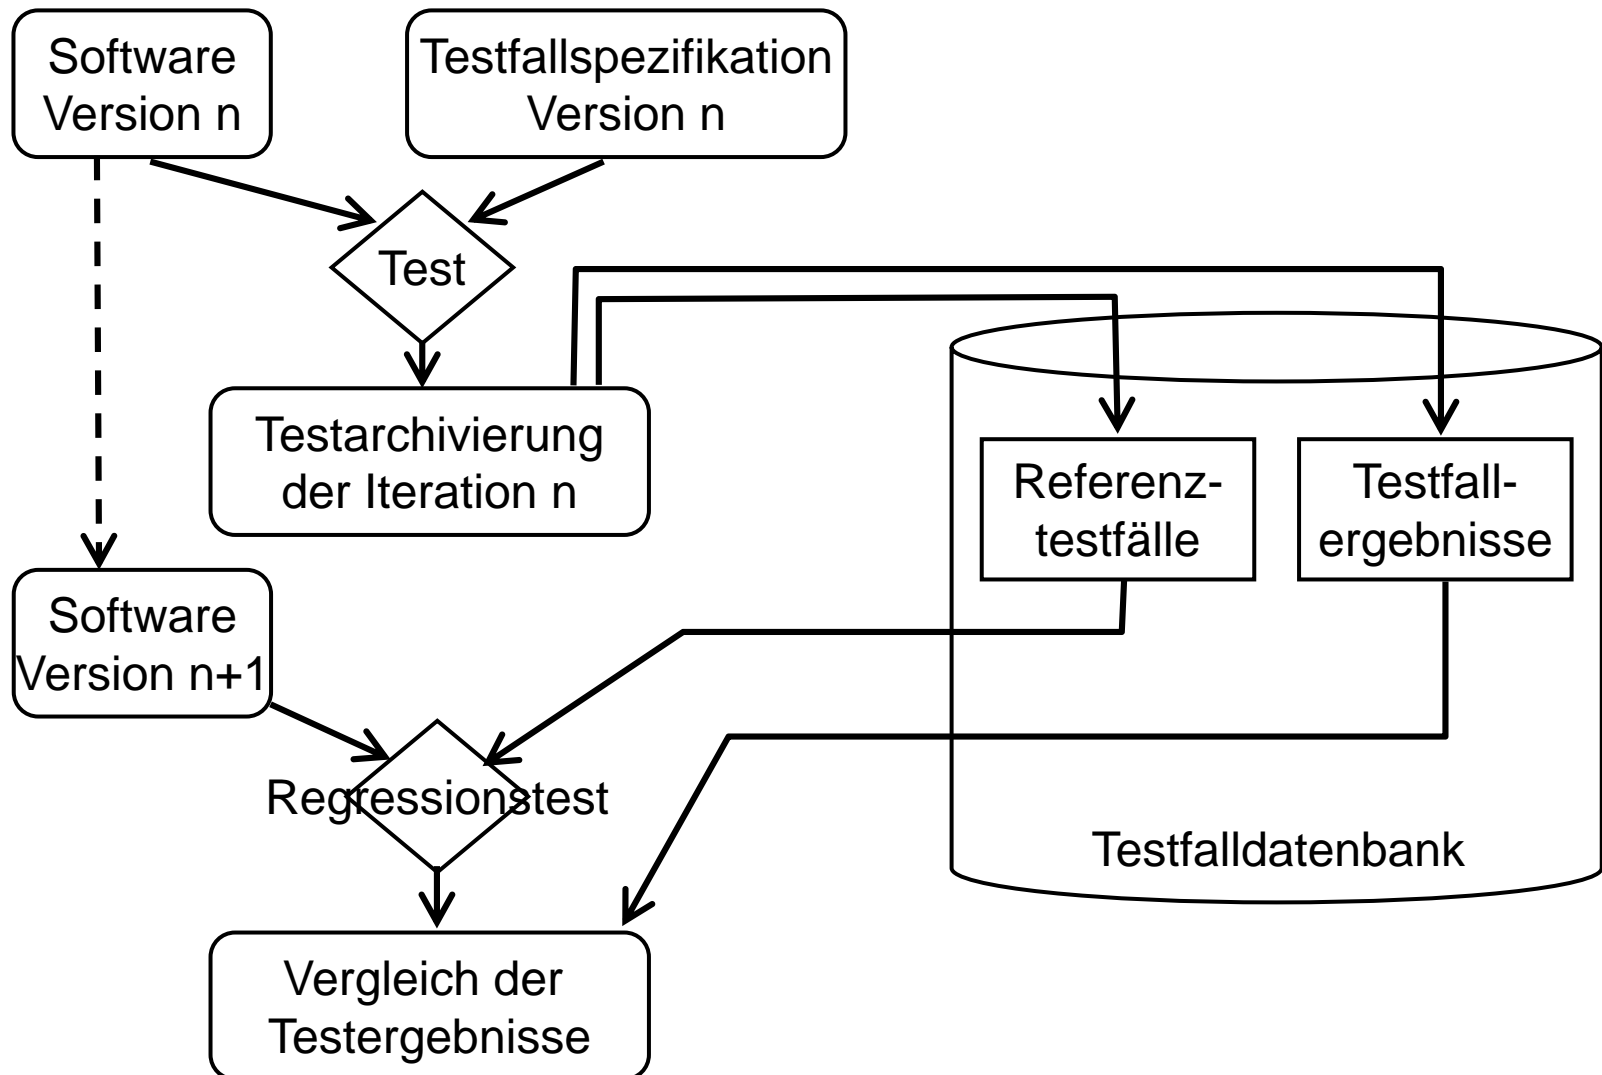 Software
Version n
Testfallspezifikation
Version n
Test
Testarchivierung
der Iteration n
Referenz-
testfälle
Testfall-
ergebnisse
Software
Version n+1
Regressionstest
Testfalldatenbank
Vergleich der
Testergebnisse